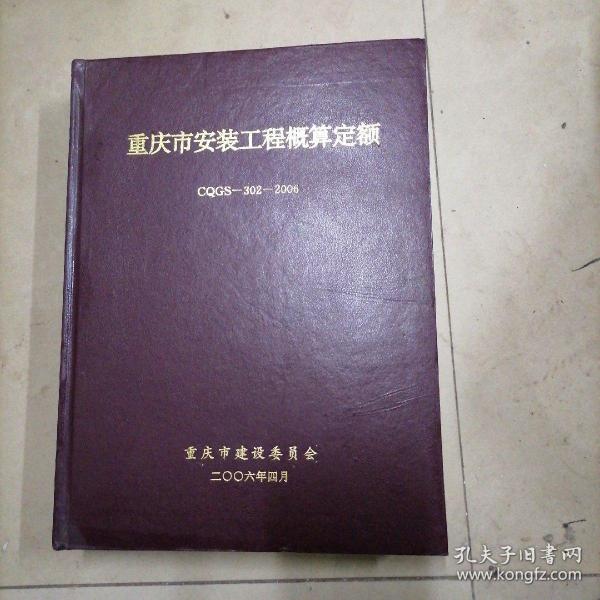 重庆市安装工程概算定额
CQGS—302—2006
重庆市建设委员会
二〇〇六年四月
孔夫子旧书网
www.kongfz.com